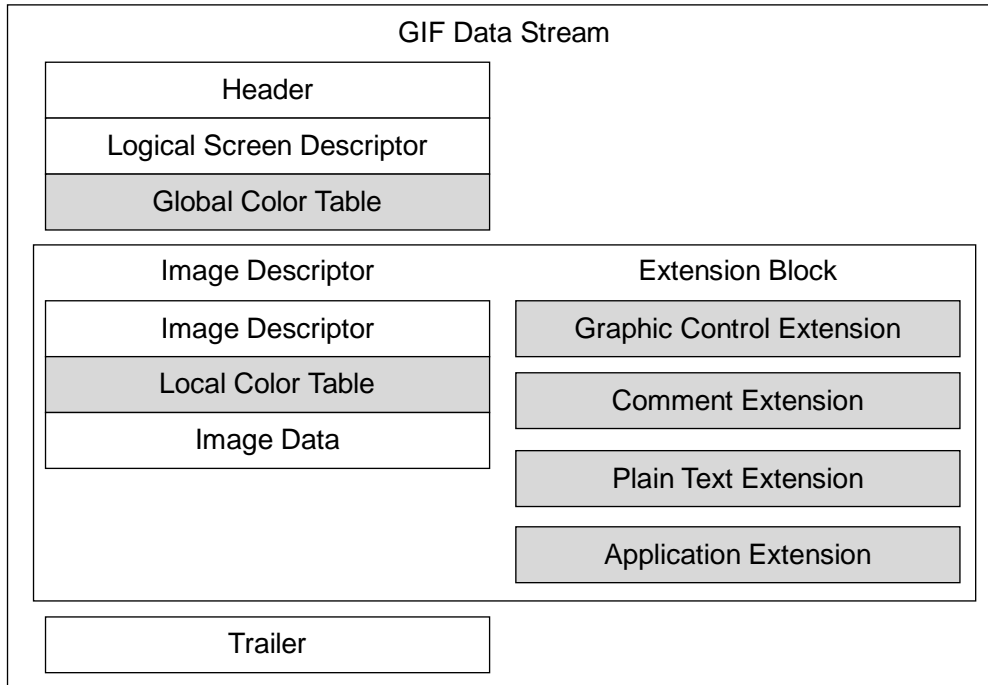 GIF Data Stream
Header
Logical Screen Descriptor
Global Color Table
Image Descriptor
Image Descriptor
Local Color Table
Image Data
Extension Block
Graphic Control Extension
Comment Extension
Plain Text Extension
Application Extension
Trailer